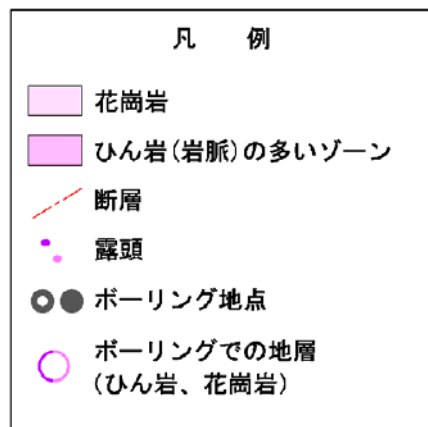 凡 例
花崗岩
ひん岩(岩脈)の多いゾーン
断層
露頭
ボーリング地点
ボーリングでの地層
(ひん岩、花崗岩)